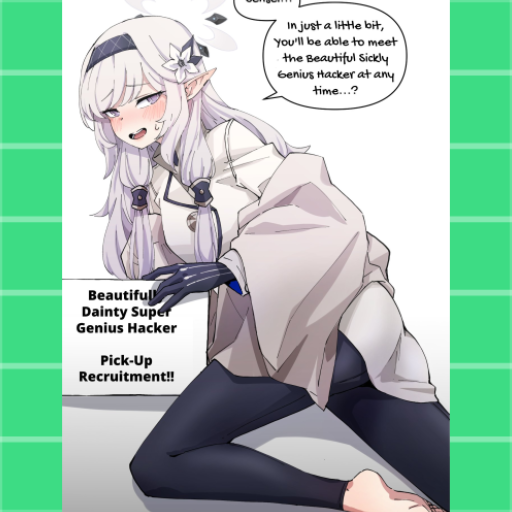 In just a little bit,
You'll be able to meet
the Beautiful Sickly
Genius Hacker at any
time...?
Beautifull
Dainty Super
Genius Hacker
Pick-Up
Recruitment!!